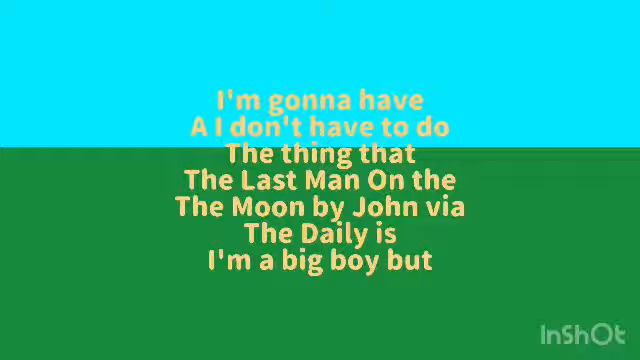 I'm gonna have
A I don't have to do
The thing that
The Last Man On the
The Moon by John via
The Daily is
I'm a big boy but
InShOt